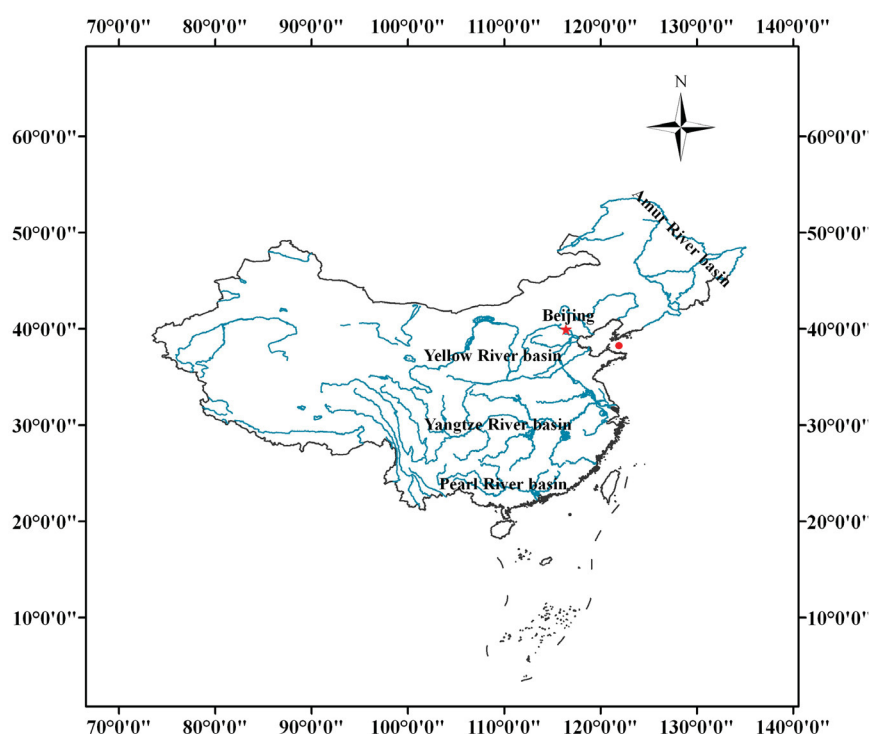 70°0'0" 80°0'0" 90°0'0" 100°0'0" 110°0'0" 120°0'0" 130°0'0" 140°0'0"
N
60°0'0" 60°0'0"
50°0'0" 50°0'0"
Amur River basin
Beijing
40°0'0" 40°0'0"
Yellow River basin
30°0'0" 30°0'0"
Yangtze River basin
Pearl River basin
20°0'0" 20°0'0"
10°0'0" 10°0'0"
70°0'0" 80°0'0" 90°0'0" 100°0'0" 110°0'0" 120°0'0" 130°0'0" 140°0'0"